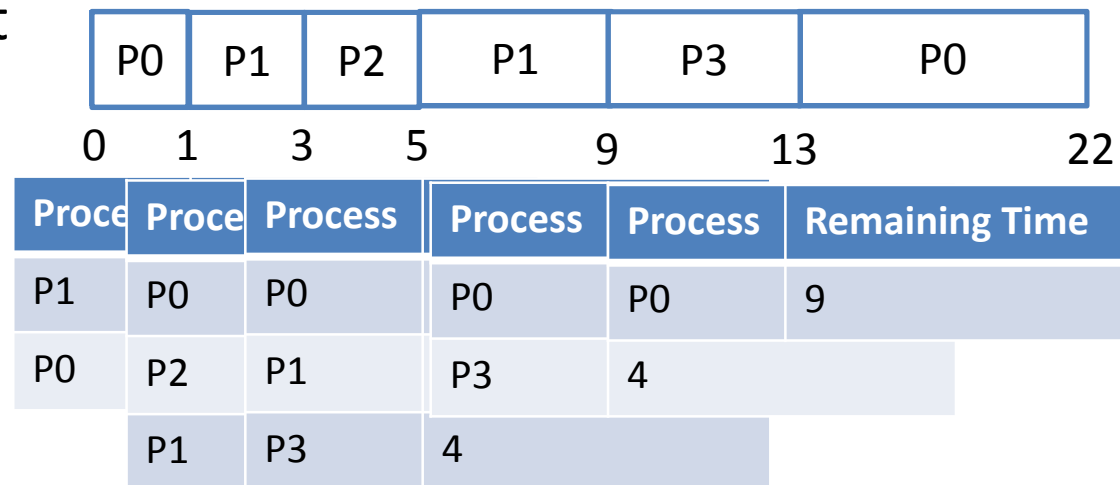 t
P0 P1 P2 P1 P3 P0
0 1 3 5 9 13 22
Proce Proce Process Process Process Remaining Time
P1 P0 P0 P0 P0 9
P0 P2 P1 P3 4
P1 P3 4